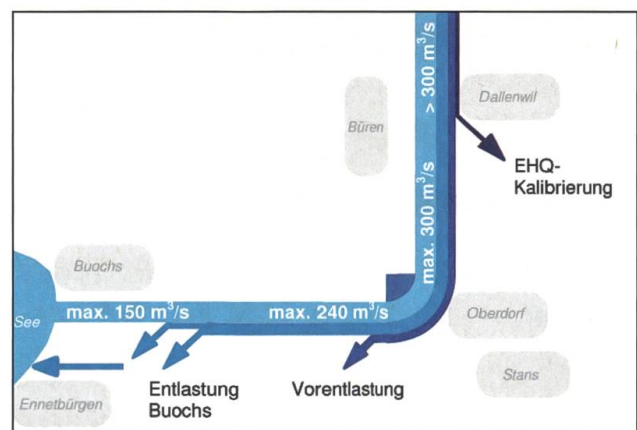 > 300 m³/s
Dallenwil
Büren
EHQ-
Kalibrierung
max. 300 m³/s
Buochs
See
max. 150 m³/s
max. 240 m³/s
Oberdorf
Stans
Entlastung
Buochs
Vorentlastung
Ennetbürgen